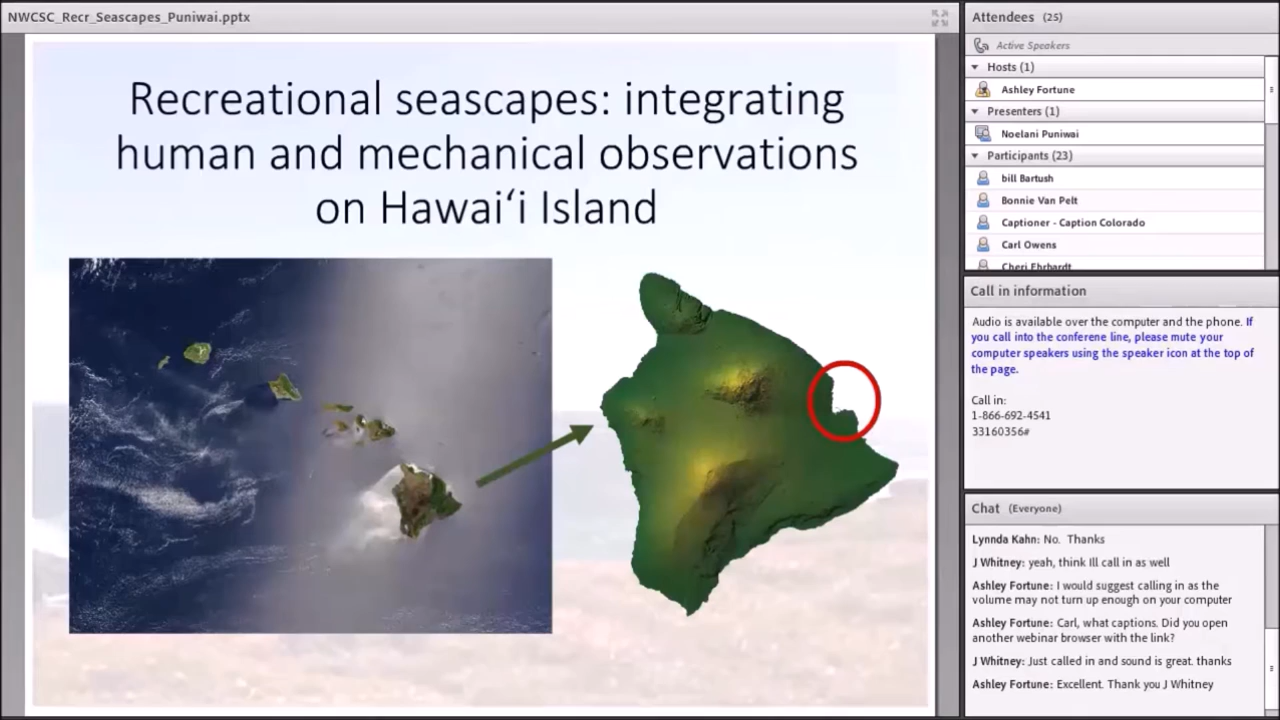 NWCSC_Recr_Seascapes_Puniwai.pptx
Recreational seascapes: integrating
human and mechanical observations
on Hawaiʻi Island
Attendees (25)
Active Speakers
Hosts (1)
Ashley Fortune
Presenters (1)
Noelani Puniwai
Participants (23)
bill Bartush
Bonnie Van Pelt
Captioner - Caption Colorado
Carl Owens
Cheri Ehrhardt
Call in information
Audio is available over the computer and the phone. If
you call into the conferene line, please mute your
computer speakers using the speaker icon at the top of
the page.
Call in:
1-866-692-4541
33160356#
Chat (Everyone)
Lynnda Kahn: No. Thanks
J Whitney: yeah, think Ill call in as well
Ashley Fortune: I would suggest calling in as the
volume may not turn up enough on your computer
Ashley Fortune: Carl, what captions. Did you open
another webinar browser with the link?
J Whitney: Just called in and sound is great. thanks
Ashley Fortune: Excellent. Thank you J Whitney